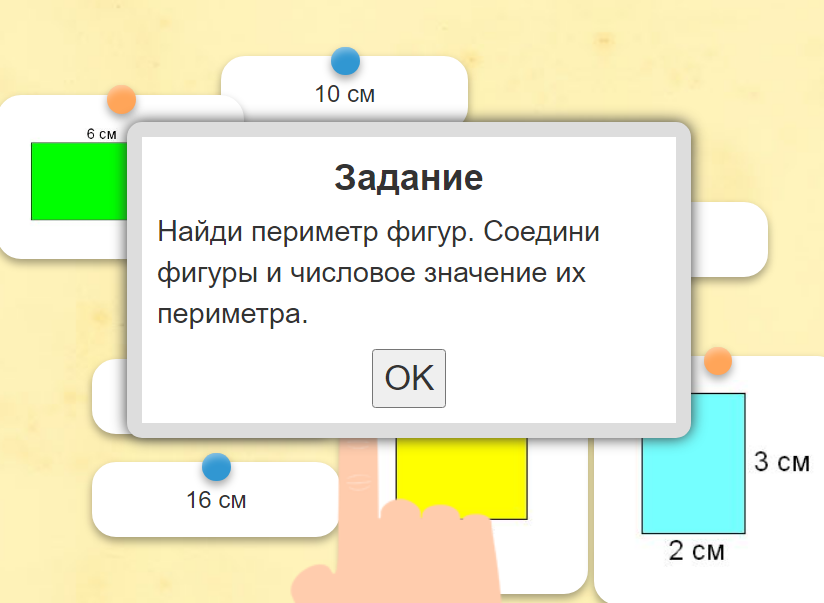 10 см
6 см
Задание
Найди периметр фигур. Соедини
фигуры и числовое значение их
периметра.
OK
3 см
16 см
2 см